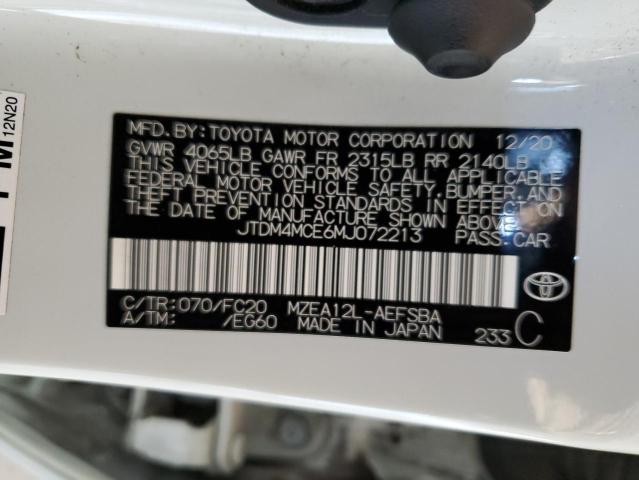 MFD. BY: TOYOTA MOTOR CORPORATION 12/20
GVWR 4065LB GAWR FR 2315LB RR 2140LB
THIS VEHICLE CONFORMS TO ALL APPLICABLE
FEDERAL MOTOR VEHICLE SAFETY, BUMPER, AND
THEFT PREVENTION STANDARDS IN EFFECT ON
THE DATE OF MANUFACTURE SHOWN ABOVE.
JTDM4MCE6MJ072213 PASS. CAR
C/TR: 070/FC20 MZEA12L-AEFSBA
A/TM: /EG60 MADE IN JAPAN 233 C
12N20